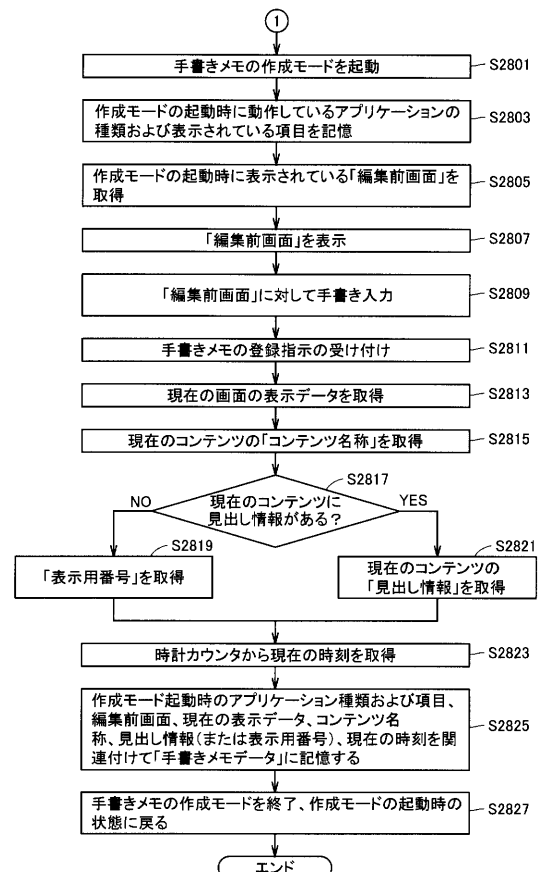 1
手書きメモの作成モードを起動
S2801
作成モードの起動時に動作しているアプリケーションの
種類および表示されている項目を記憶
S2803
作成モードの起動時に表示されている「編集前画面」を
取得
S2805
「編集前画面」を表示
S2807
「編集前画面」に対して手書き入力
S2809
手書きメモの登録指示の受け付け
S2811
現在の画面の表示データを取得
S2813
現在のコンテンツの「コンテンツ名称」を取得
S2815
S2817
現在のコンテンツに
見出し情報がある?
NO
YES
S2819
「表示用番号」を取得
S2821
現在のコンテンツの
「見出し情報」を取得
時計カウンタから現在の時刻を取得
S2823
作成モード起動時のアプリケーション種類および項目、
編集前画面、現在の表示データ、コンテンツ名
称、見出し情報(または表示用番号)、現在の時刻を関
連付けて「手書きメモデータ」に記憶する
S2825
手書きメモの作成モードを終了、作成モードの起動時の
状態に戻る
S2827
エンド